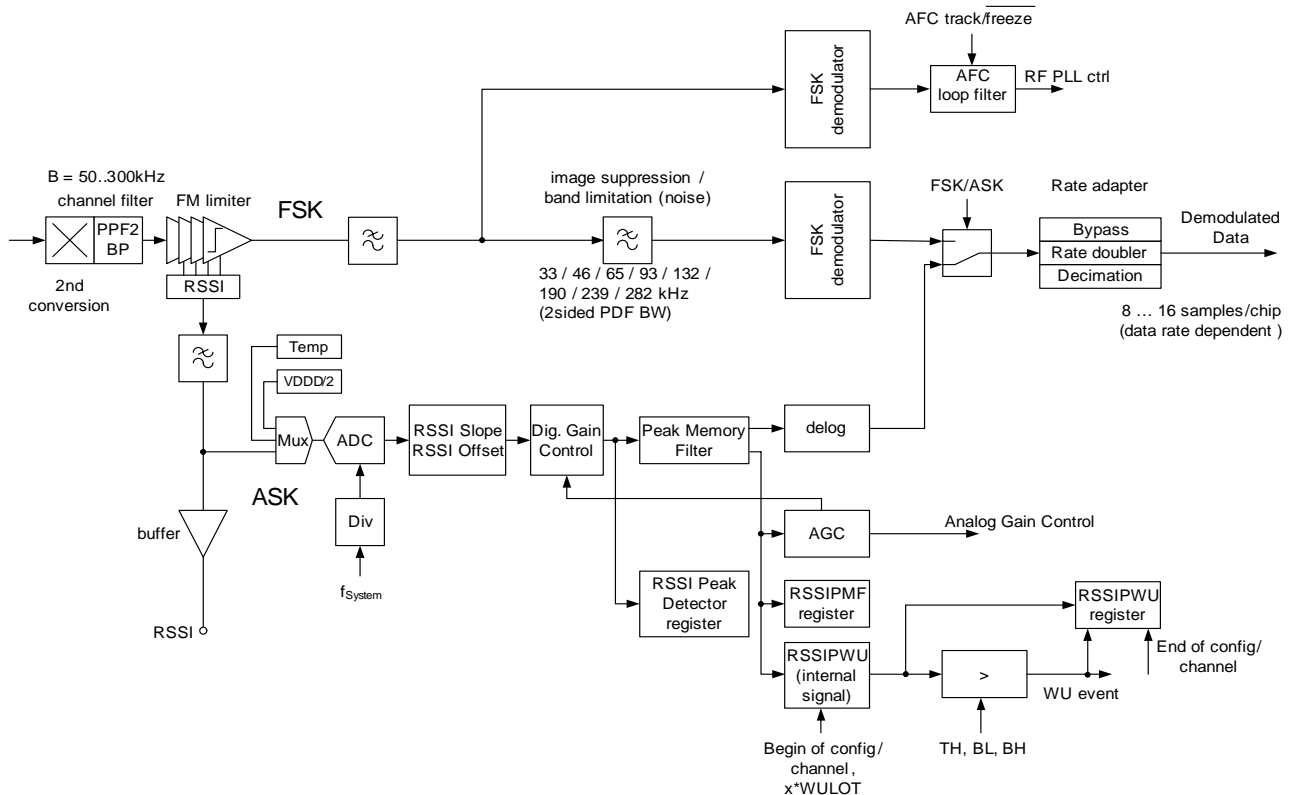 AFC track/freeze
AFC
loop filter
RF PLL ctrl
FSK
demodulator
B = 50..300kHz
channel filter
FM limiter
FSK
PPF2
BP
2nd
conversion
RSSI
image suppression /
band limitation (noise)
33 / 46 / 65 / 93 / 132 /
190 / 239 / 282 kHz
(2sided PDF BW)
FSK
demodulator
FSK/ASK
Rate adapter
Bypass
Rate doubler
Decimation
Demodulated
Data
8 ... 16 samples/chip
(data rate dependent )
Temp
VDDD/2
Mux
ADC
RSSI Slope
RSSI Offset
Dig. Gain
Control
Peak Memory
Filter
delog
ASK
Div
fSystem
buffer
RSSI
AGC
Analog Gain Control
RSSI Peak
Detector
register
RSSIPMF
register
RSSIPWU
(internal
signal)
>
WU event
RSSIPWU
register
End of config/
channel
Begin of config/
channel ,
x*WULOT
TH, BL, BH